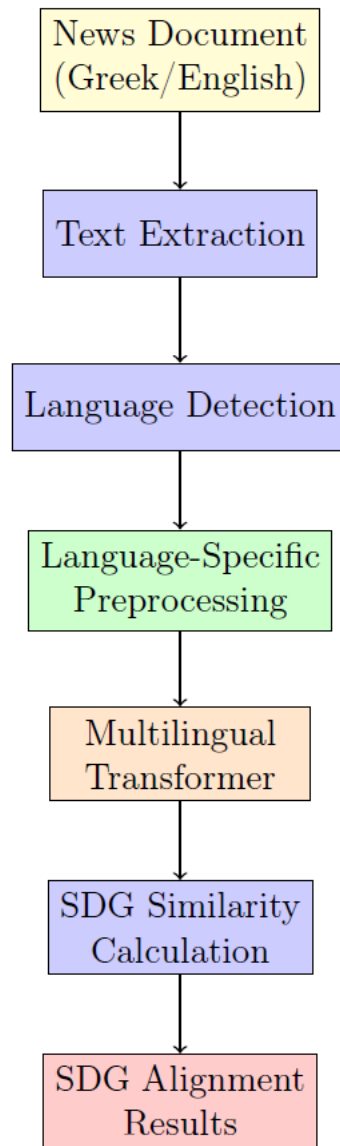 News Document
(Greek/English)
Text Extraction
Language Detection
Language-Specific
Preprocessing
Multilingual
Transformer
SDG Similarity
Calculation
SDG Alignment
Results